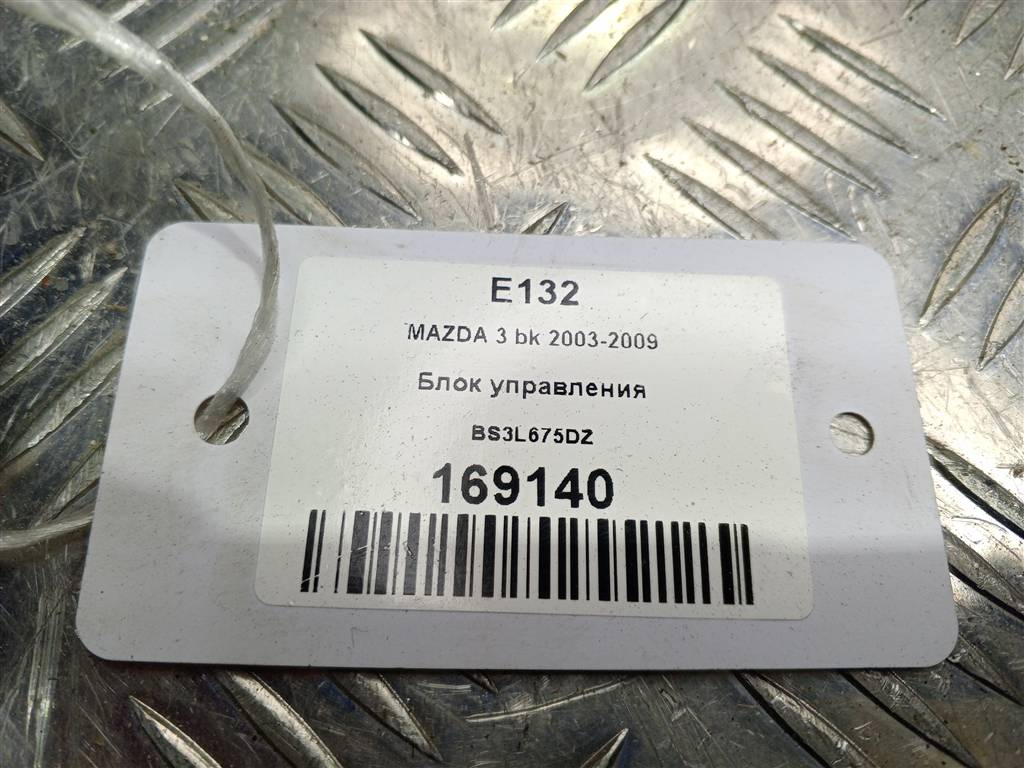 E132
MAZDA 3 bk 2003-2009
Блок управления
BS3L675DZ
169140